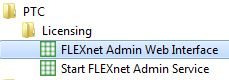 PTC
Licensing
FLEXnet Admin Web Interface
Start FLEXnet Admin Service